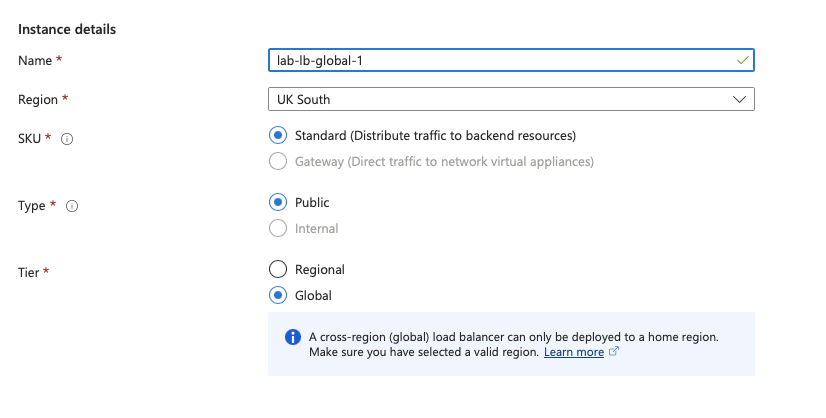 Instance details
Name *
lab-lb-global-1
Region *
UK South
SKU *
Standard (Distribute traffic to backend resources)
Gateway (Direct traffic to network virtual appliances)
Type *
Public
Internal
Tier *
Regional
Global
A cross-region (global) load balancer can only be deployed to a home region.
Make sure you have selected a valid region. Learn more